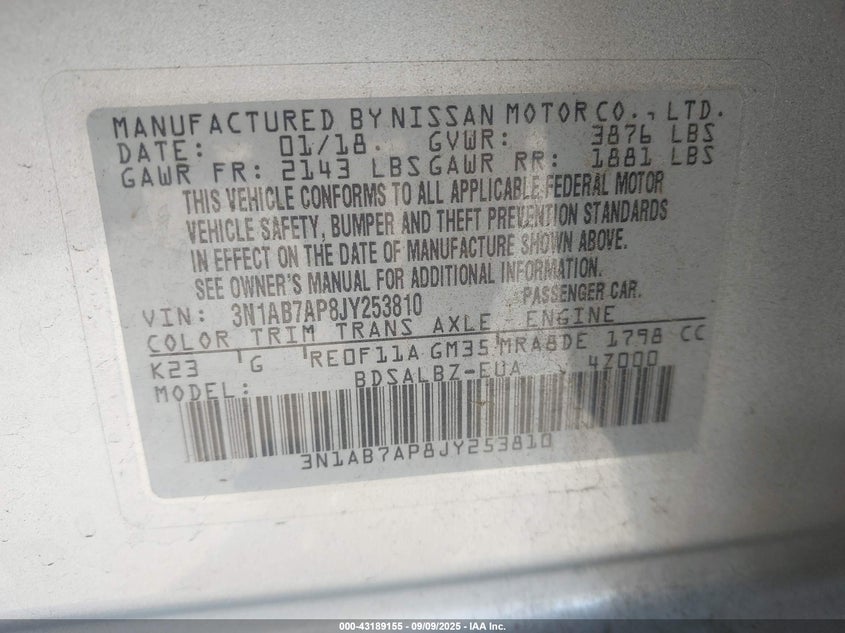 MANUFACTURED BY NISSAN MOTOR CO., LTD.
DATE: 01/18 GVWR: 3876 LBS
GAWR FR: 2143 LBS GAWR RR: 1881 LBS
THIS VEHICLE CONFORMS TO ALL APPLICABLE FEDERAL MOTOR
VEHICLE SAFETY, BUMPER AND THEFT PREVENTION STANDARDS
IN EFFECT ON THE DATE OF MANUFACTURE SHOWN ABOVE.
SEE OWNER'S MANUAL FOR ADDITIONAL INFORMATION.
VIN: 3N1AB7AP8JY253810 PASSENGER CAR.
COLOR TRIM TRANS AXLE ENGINE
K23 G RE0F11A GM35 MRA8DE 1798 CC
MODEL: BDSALBZ-EUA 4Z000
3N1AB7AP8JY253810
000-43189155 - 09/09/2025 - IAA Inc.